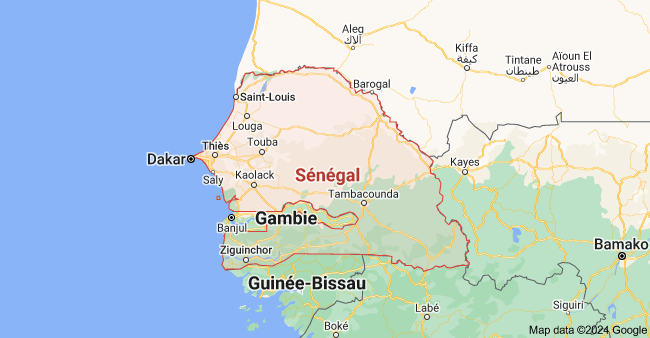 Aleg
ألاگ
Kiffa
كيفة
Tintane
طينطان
Aïoun El
Atrouss
العيون
Barogal
Saint-Louis
Louga
Touba
Thiès
Dakar
Saly
Kaolack
Sénégal
Kayes
Tambacounda
Gambie
Banjul
Ziguinchor
Bamako
Guinée-Bissau
Labé
Siguiri
Boké
Map data ©2024 Google